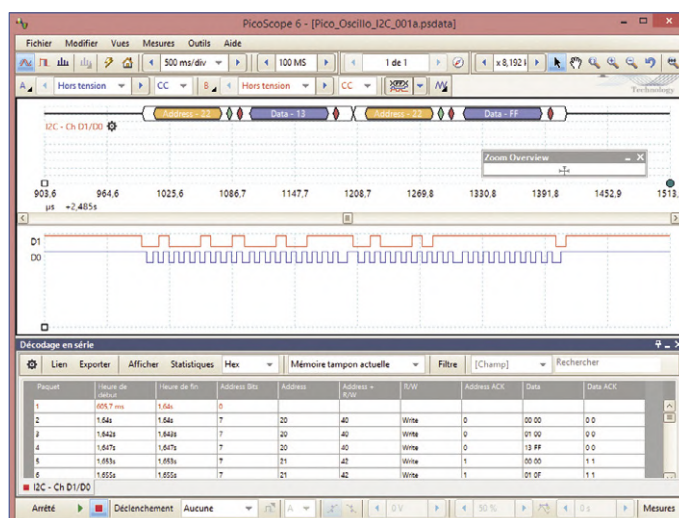 PicoScope 6 - [Pico_Oscillo_I2C_001a.psdata]
Fichier Modifier Vues Mesures Outils Aide
500 ms/div 100 MS 1 de 1 x 8,192
A Hors tension CC B Hors tension CC Technology
Address - 22 Data - 13 Address - 22 Data - FF
I2C - Ch D1/D0
Zoom Overview
903,6 964,6 1025,6 1086,7 1147,7 1208,7 1269,8 1330,8 1391,8 1452,9 1513,
µs +2,485s
D1
D0
Décodage en série
Lien Exporter Afficher Statistiques Hex Mémoire tampon actuelle Filtre [Champ] Rechercher
Paquet Heure de début Heure de fin Address Bits Address Address + R/W R/W Address ACK Data Data ACK
1 605,7 ms 1,64s 0
2 1,64s 1,64s 7 20 40 Write 0 00 00 0 0
3 1,642s 1,643s 7 20 40 Write 0 01 00 0 0
4 1,647s 1,647s 7 20 40 Write 0 13 FF 0 0
5 1,653s 1,653s 7 21 42 Write 1 00 00 1 1
6 1,655s 1,655s 7 21 42 Write 1 01 0F 1 1
I2C - Ch D1/D0
Arrêté Déclenchement Aucune A 0 V 50 % 0 s Mesures